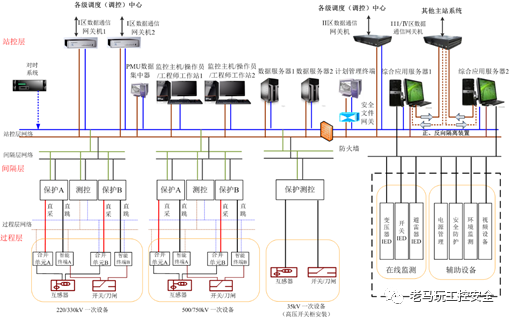 各级调度（调控）中心
各级调度（调控）中心
其他主站系统
I区数据通信
网关机1
I区数据通信
网关机2
II区数据通信
网关机
III/IV区数据
通信网关机
站控层
对时
系统
PMU数据
集中器
监控主机/操作员
/工程师工作站1
监控主机/操作员
/工程师工作站2
数据服务器1
数据服务器2
计划管理终端
综合应用服务器1
综合应用服务器2
安全
文件
网关
正、反向隔离装置
站控层网络
防火墙
间隔层网络
间隔层
保护A
测控
保护B
保护A
测控
保护B
保护测控
直采
直跳
直采
直跳
直采
直跳
直采
直跳
过程层网络
过程层
合并
单元A
智能
终端A
合并
单元B
智能
终端B
合并
单元A
智能
终端A
合并
单元B
智能
终端B
互感器
开关/刀闸
互感器
开关/刀闸
互感器
开关/刀闸
220/330kV一次设备
500/750kV一次设备
35kV一次设备
（高压开关柜安装）
变压器IED
开关IED
避雷器IED
电源管理
安全防护
环境监测
视频设备
在线监测
辅助设备
老马玩工控安全